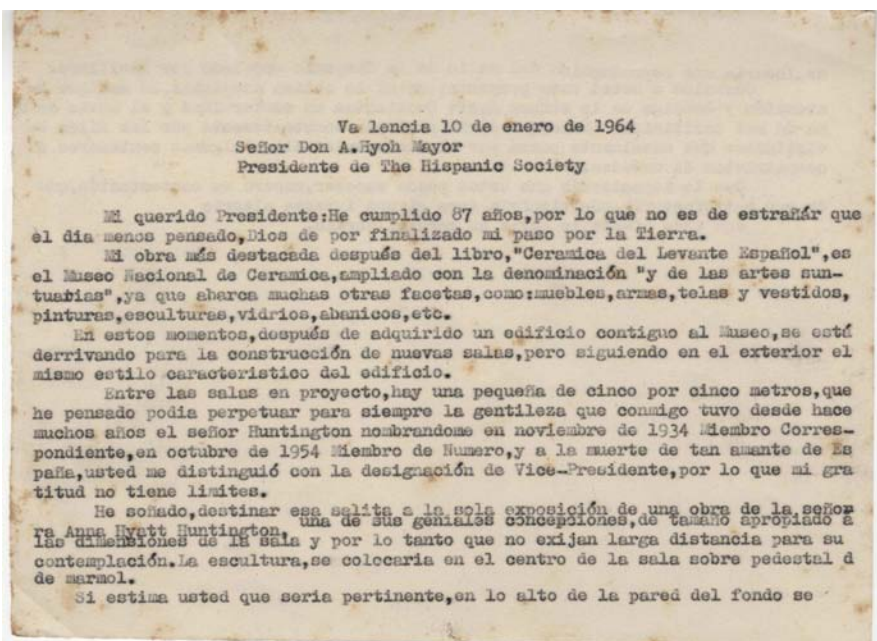 Va lencia 10 de enero de 1964
Señor Don A.Hyoh Mayor
Presidente de The Hispanic Society
Mi querido Presidente:He cumplido 87 años,por lo que no es de estrañár que
el dia menos pensado,Dios de por finalizado mi paso por la Tierra.
Mi obra más destacada después del libro,"Ceramica del Levante Español",es
el Museo Nacional de Ceramica,ampliado con la denominación "y de las artes sun-
tuarias",ya que abarca muchas otras facetas,como:muebles,armas,telas y vestidos,
pinturas,esculturas,vidrios,abanicos,etc.
En estos momentos,después de adquirido un edificio contiguo al Museo,se está
derrivando para la construcción de nuevas salas,pero siguiendo en el exterior el
mismo estilo caracteristico del edificio.
Entre las salas en proyecto,hay una pequeña de cinco por cinco metros,que
he pensado podia perpetuar para siempre la gentileza que conmigo tuvo desde hace
muchos años el señor Huntington nombrandome en noviembre de 1934 Miembro Corres-
pondiente,en octubre de 1954 Miembro de Numero,y a la muerte de tan amante de Es
paña,usted me distinguió con la designación de Vice-Presidente,por lo que mi gra
titud no tiene limites.
He soñado,destinar esa salita a la sola exposición de una obra de la señor
ra Anna Hyatt Huntington, una de sus geniales concepciones,de tamaño apropiado a
las dimensiones de la sala y por lo tanto que no exijan larga distancia para su
contemplación.La escultura,se colocaria en el centro de la sala sobre pedestal d
de marmol.
Si estima usted que seria pertinente,en lo alto de la pared del fondo se